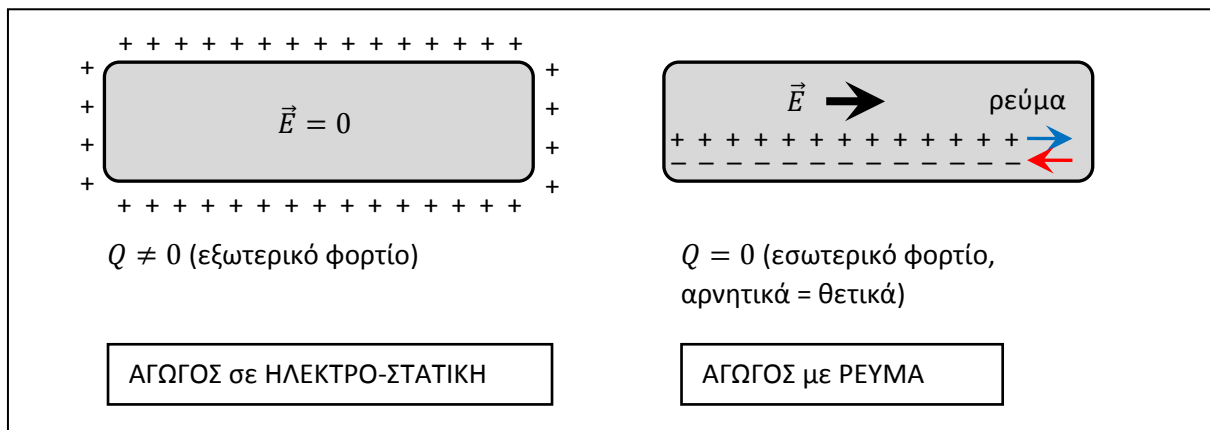 + + + + + + + + + + + + + + +
+ +
+ +
+ +
+ +
+ + + + + + + + + + + + + + +
E⃗ = 0
Q ≠ 0 (εξωτερικό φορτίο)
ΑΓΩΓΟΣ σε ΗΛΕΚΤΡΟ-ΣΤΑΤΙΚΗ
E⃗ ρεύμα
+ + + + + + + + + + + + +
− − − − − − − − − − − − −
Q = 0 (εσωτερικό φορτίο,
αρνητικά = θετικά)
ΑΓΩΓΟΣ με ΡΕΥΜΑ